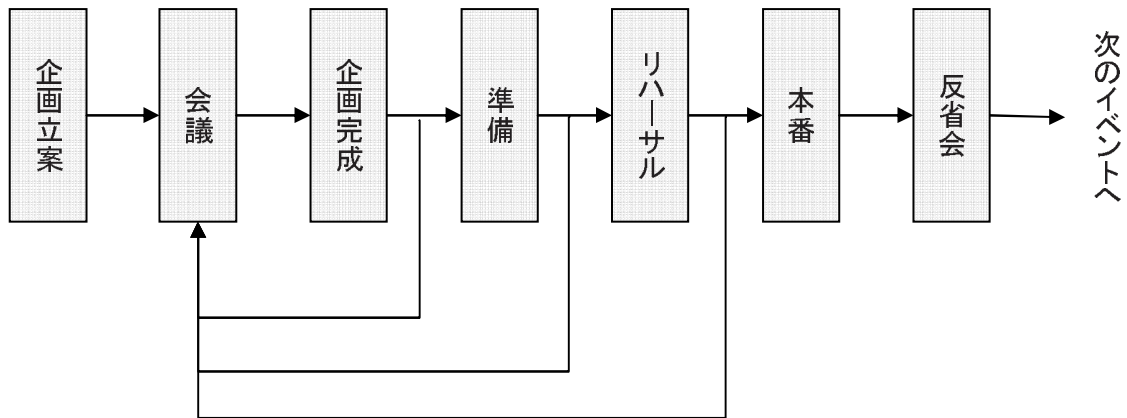 企画立案
会議
企画完成
準備
リハーサル
本番
反省会
次のイベントへ